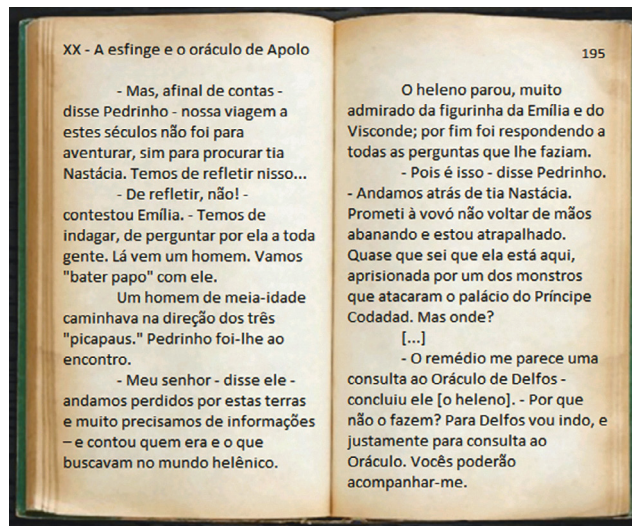 XX - A esfinge e o oráculo de Apolo
- Mas, afinal de contas -
disse Pedrinho - nossa viagem a
estes séculos não foi para
aventurar, sim para procurar tia
Nastácia. Temos de refletir nisso...
- De refletir, não! -
contestou Emília. - Temos de
indagar, de perguntar por ela a toda
gente. Lá vem um homem. Vamos
"bater papo" com ele.
Um homem de meia-idade
caminhava na direção dos três
"picapaus." Pedrinho foi-lhe ao
encontro.
- Meu senhor - disse ele -
andamos perdidos por estas terras
e muito precisamos de informações
– e contou quem era e o que
buscavam no mundo helênico.
195
O heleno parou, muito
admirado da figurinha da Emília e do
Visconde; por fim foi respondendo a
todas as perguntas que lhe faziam.
- Pois é isso - disse Pedrinho.
- Andamos atrás de tia Nastácia.
Prometi à vovó não voltar de mãos
abanando e estou atrapalhado.
Quase que sei que ela está aqui,
aprisionada por um dos monstros
que atacaram o palácio do Príncipe
Codadad. Mas onde?
[...]
- O remédio me parece uma
consulta ao Oráculo de Delfos -
concluiu ele [o heleno]. - Por que
não o fazem? Para Delfos vou indo, e
justamente para consulta ao
Oráculo. Vocês poderão
acompanhar-me.